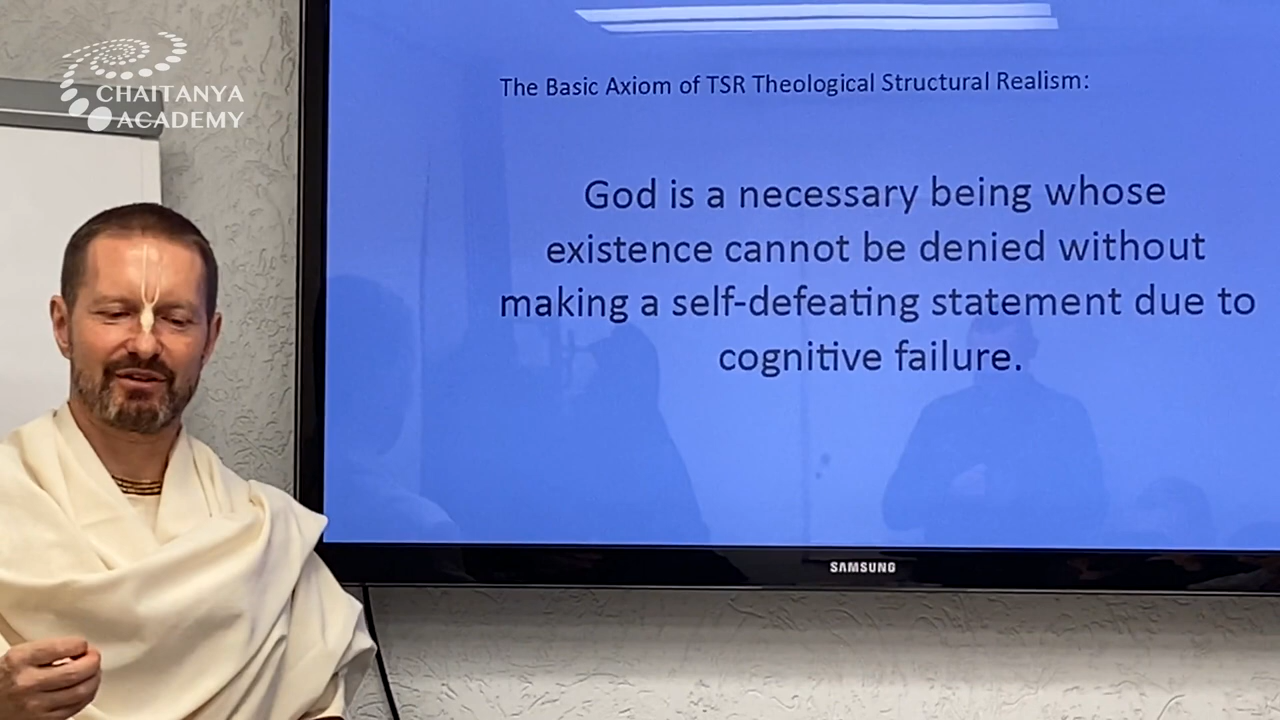 CHAITANYA
ACADEMY
The Basic Axiom of TSR Theological Structural Realism:
God is a necessary being whose
existence cannot be denied without
making a self-defeating statement due to
cognitive failure.
SAMSUNG